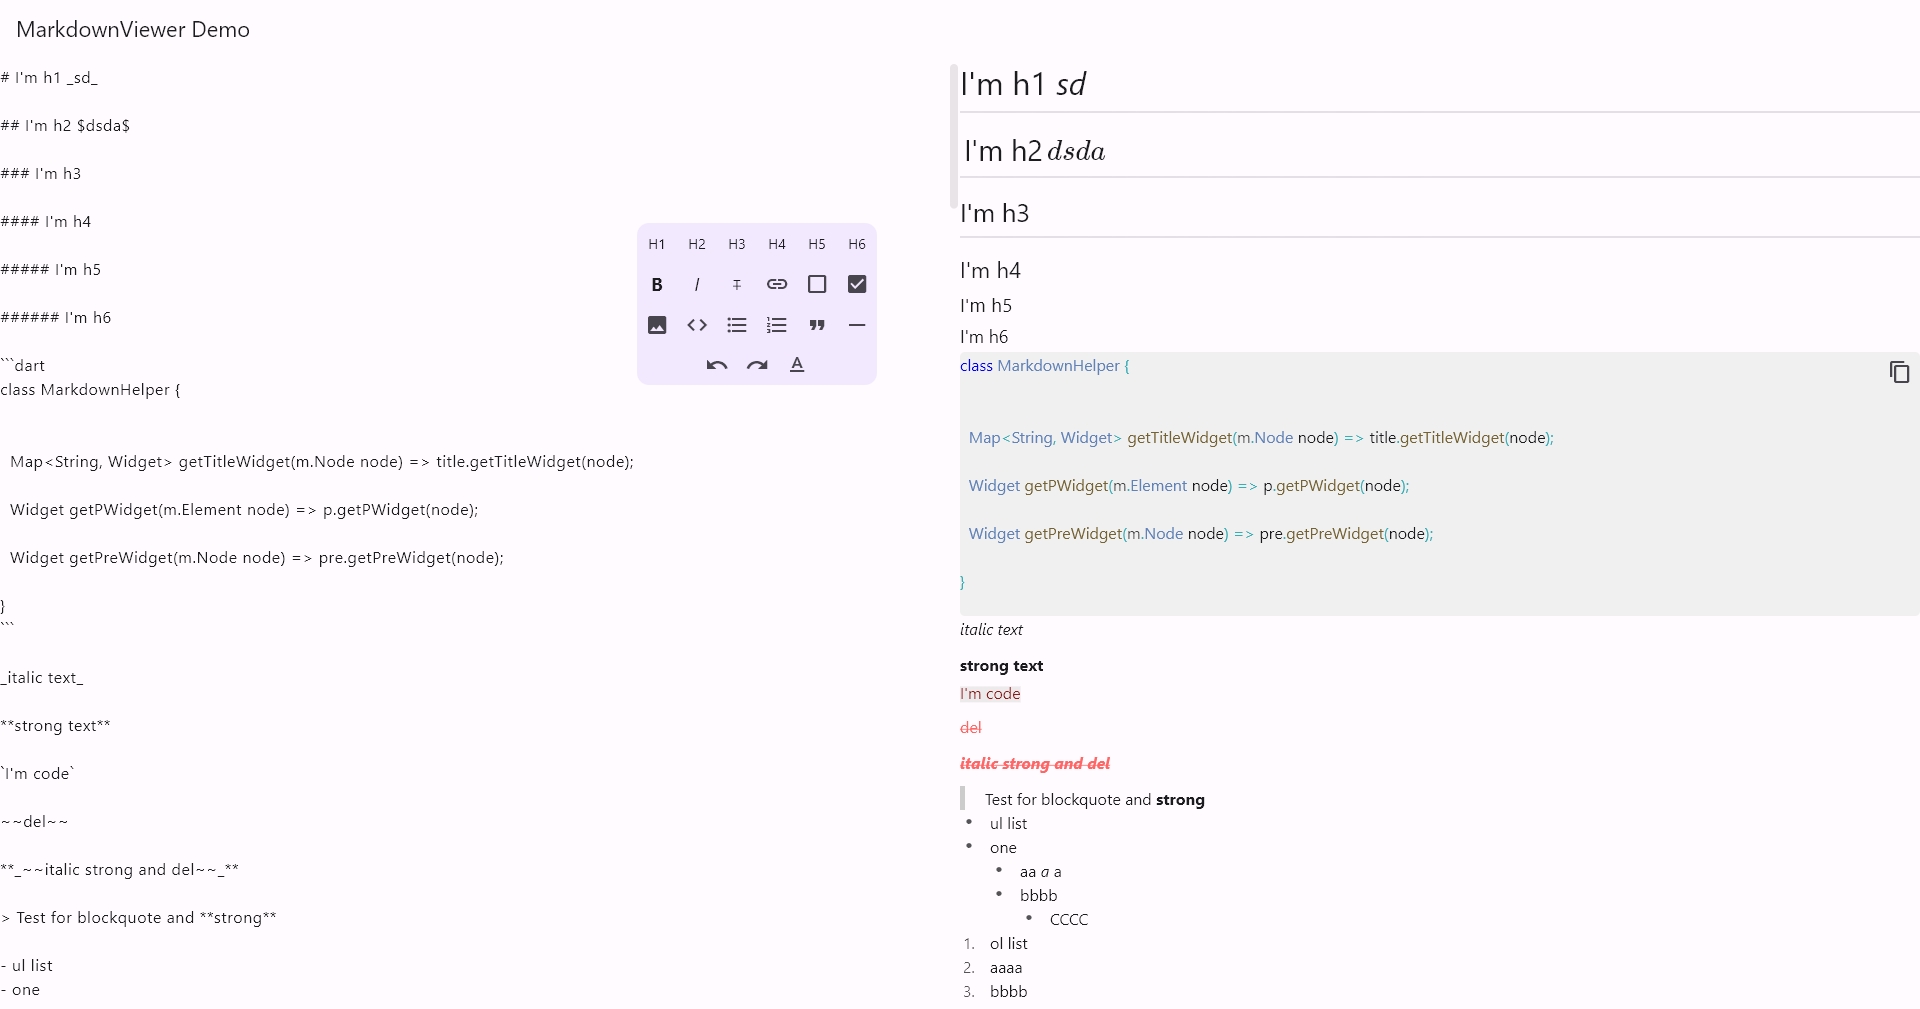 MarkdownViewer Demo
# I'm h1 _sd_
## I'm h2 $dsda$
### I'm h3
#### I'm h4
##### I'm h5
###### I'm h6
```dart
class MarkdownHelper {
  Map<String, Widget> getTitleWidget(m.Node node) => title.getTitleWidget(node);
  Widget getPWidget(m.Element node) => p.getPWidget(node);
  Widget getPreWidget(m.Node node) => pre.getPreWidget(node);
}
```
_italic text_
**strong text**
`I'm code`
~~del~~
**_~~italic strong and del~~_**
> Test for blockquote and **strong**
- ul list
- one
H1 H2 H3 H4 H5 H6
B I T
A
I'm h1 sd
I'm h2 dsda
I'm h3
I'm h4
I'm h5
I'm h6
class MarkdownHelper {
  Map<String, Widget> getTitleWidget(m.Node node) => title.getTitleWidget(node);
  Widget getPWidget(m.Element node) => p.getPWidget(node);
  Widget getPreWidget(m.Node node) => pre.getPreWidget(node);
}
italic text
strong text
I'm code
del
italic strong and del
Test for blockquote and strong
• ul list
• one
• aa a a
• bbbb
• CCCC
1. ol list
2. aaaa
3. bbbb